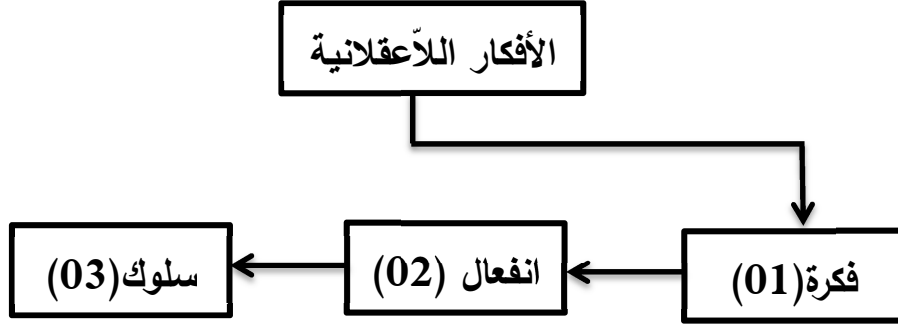 الأفكار اللاّعقلانية
فكرة(01)
انفعال (02)
سلوك(03)